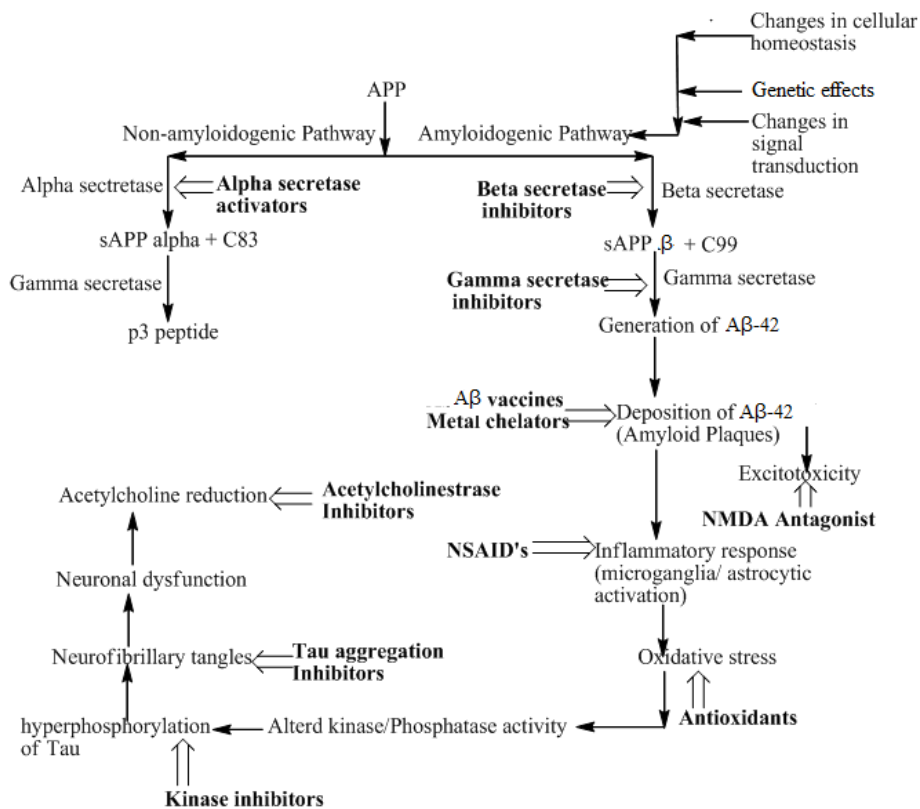 Changes in cellular
homeostasis
Genetic effects
Changes in
signal
transduction
APP
Non-amyloidogenic Pathway
Amyloidogenic Pathway
Alpha sectretase
Alpha secretase
activators
Beta secretase
inhibitors
Beta secretase
sAPP alpha + C83
sAPP .β + C99
Gamma secretase
Gamma secretase
inhibitors
Gamma secretase
p3 peptide
Generation of Aβ-42
Aβ vaccines
Metal chelators
Deposition of Aβ-42
(Amyloid Plaques)
Excitotoxicity
NMDA Antagonist
Acetylcholine reduction
Acetylcholinestrase
Inhibitors
NSAID's
Inflammatory response
(microganglia/ astrocytic
activation)
Neuronal dysfunction
Neurofibrillary tangles
Tau aggregation
Inhibitors
Oxidative stress
Antioxidants
hyperphosphorylation
of Tau
Alterd kinase/Phosphatase activity
Kinase inhibitors